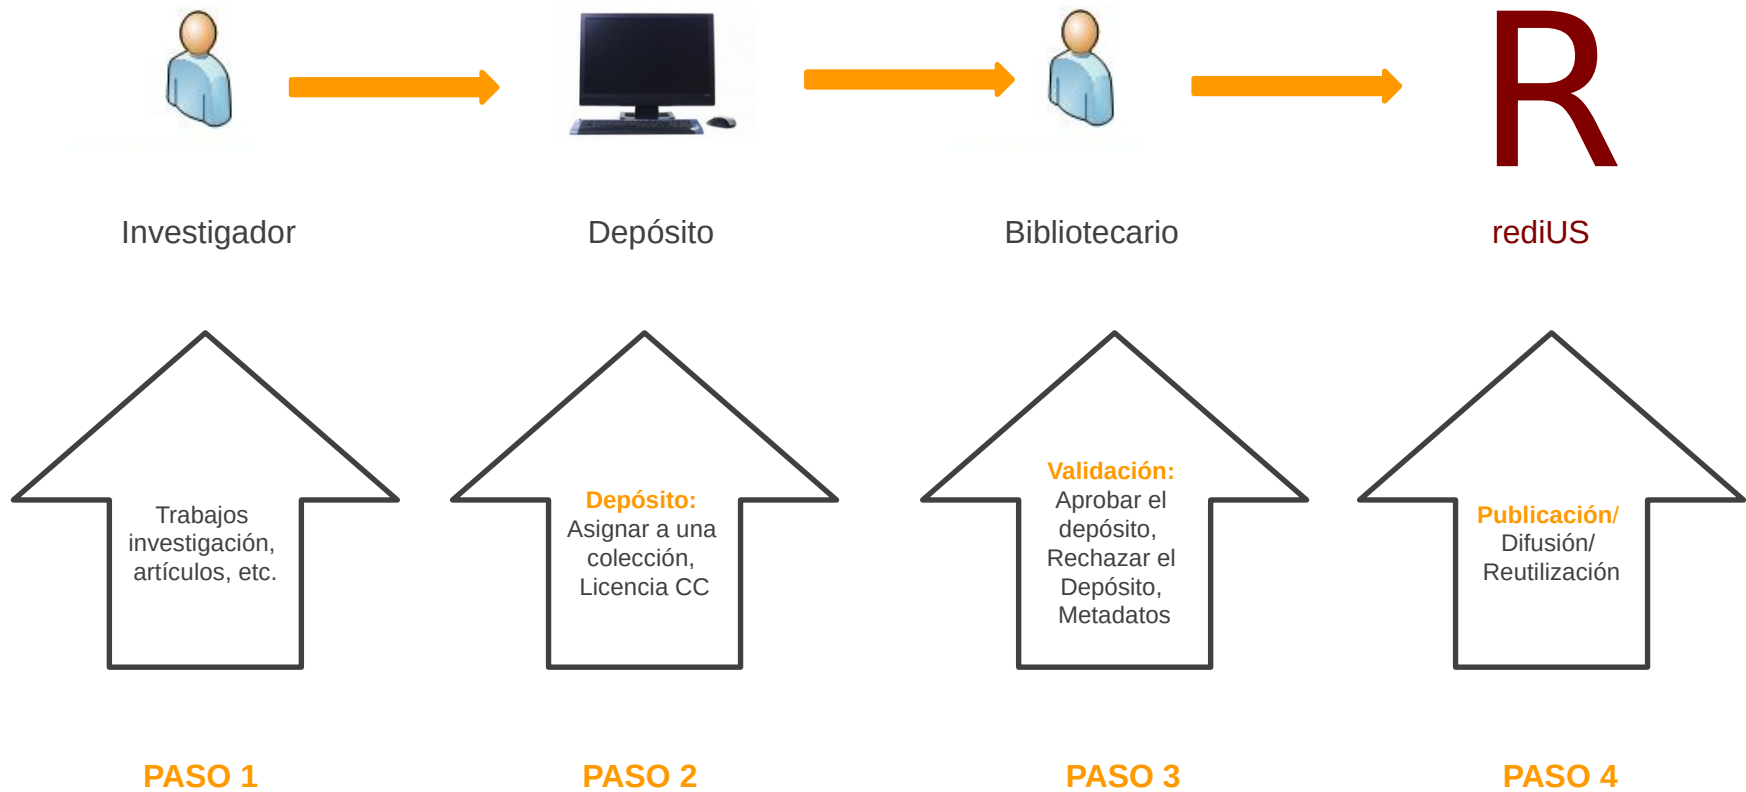 R
Investigador
Depósito
Bibliotecario
rediUS
Trabajos
investigación,
artículos, etc.
Depósito:
Asignar a una
colección,
Licencia CC
Validación:
Aprobar el
depósito,
Rechazar el
Depósito,
Metadatos
Publicación/
Difusión/
Reutilización
PASO 1
PASO 2
PASO 3
PASO 4